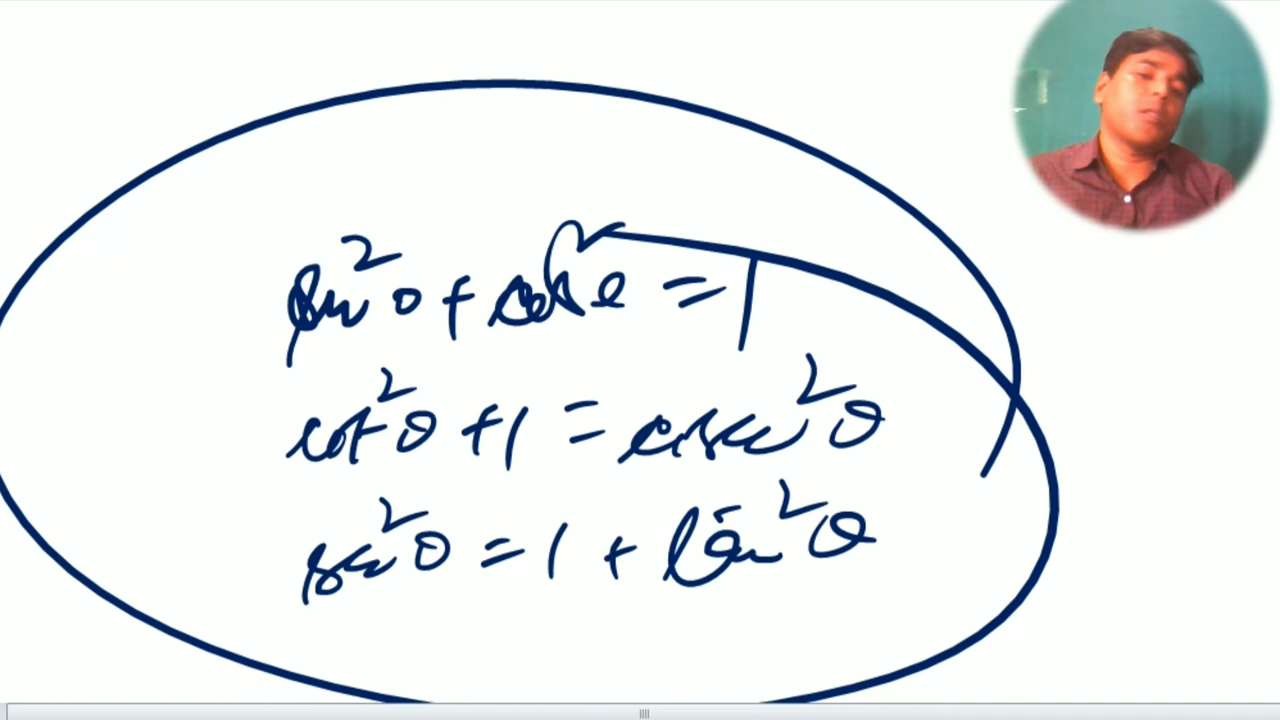 sin²θ + cos²θ = 1
cot²θ + 1 = cosec²θ
sec²θ = 1 + tan²θ